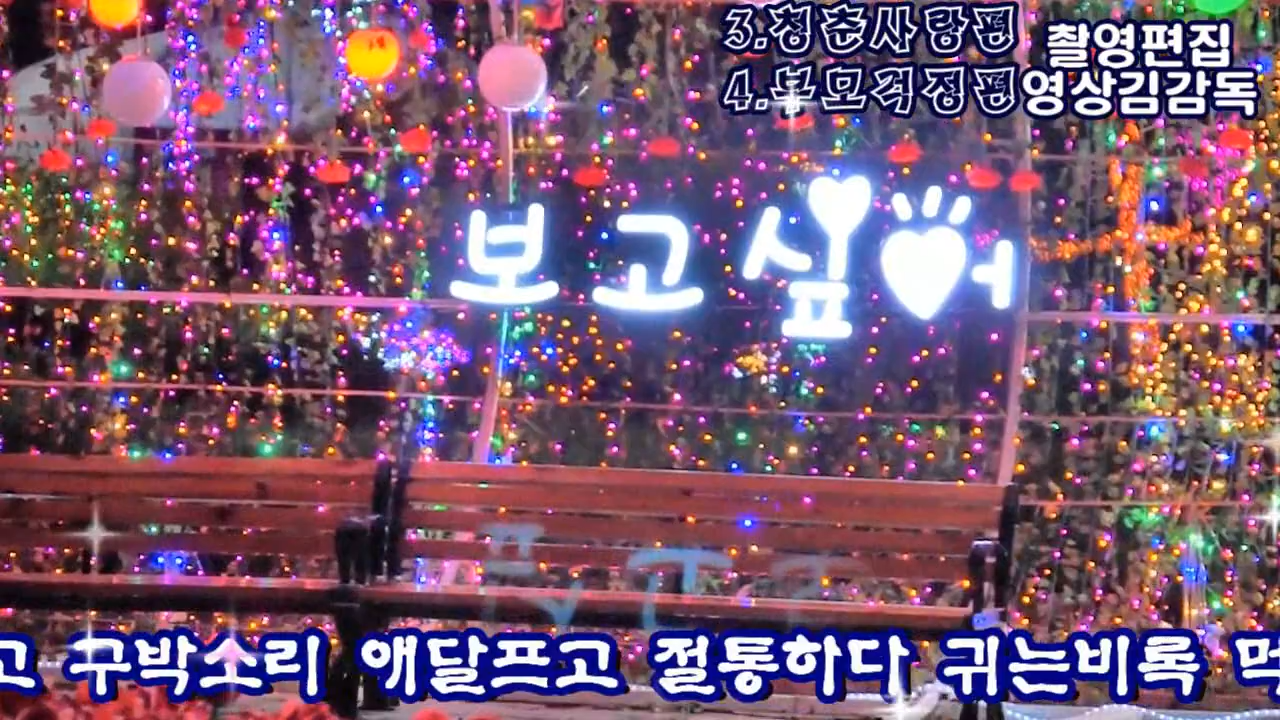 3.청춘사랑편
4.부모걱정편
촬영편집
영상김감독
보고싶어
고 구박소리 애달프고 절통하다 귀는비록 먹